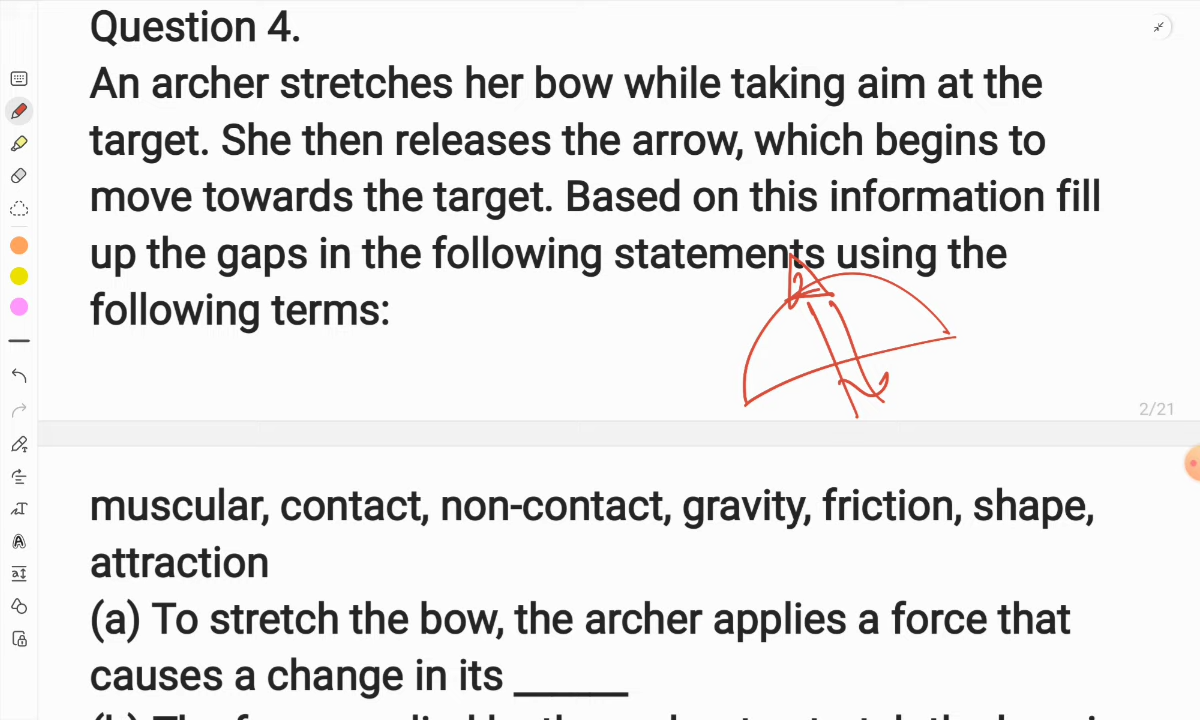 Question 4.
An archer stretches her bow while taking aim at the
target. She then releases the arrow, which begins to
move towards the target. Based on this information fill
up the gaps in the following statements using the
following terms:
2/21
muscular, contact, non-contact, gravity, friction, shape,
attraction
(a) To stretch the bow, the archer applies a force that
causes a change in its ______